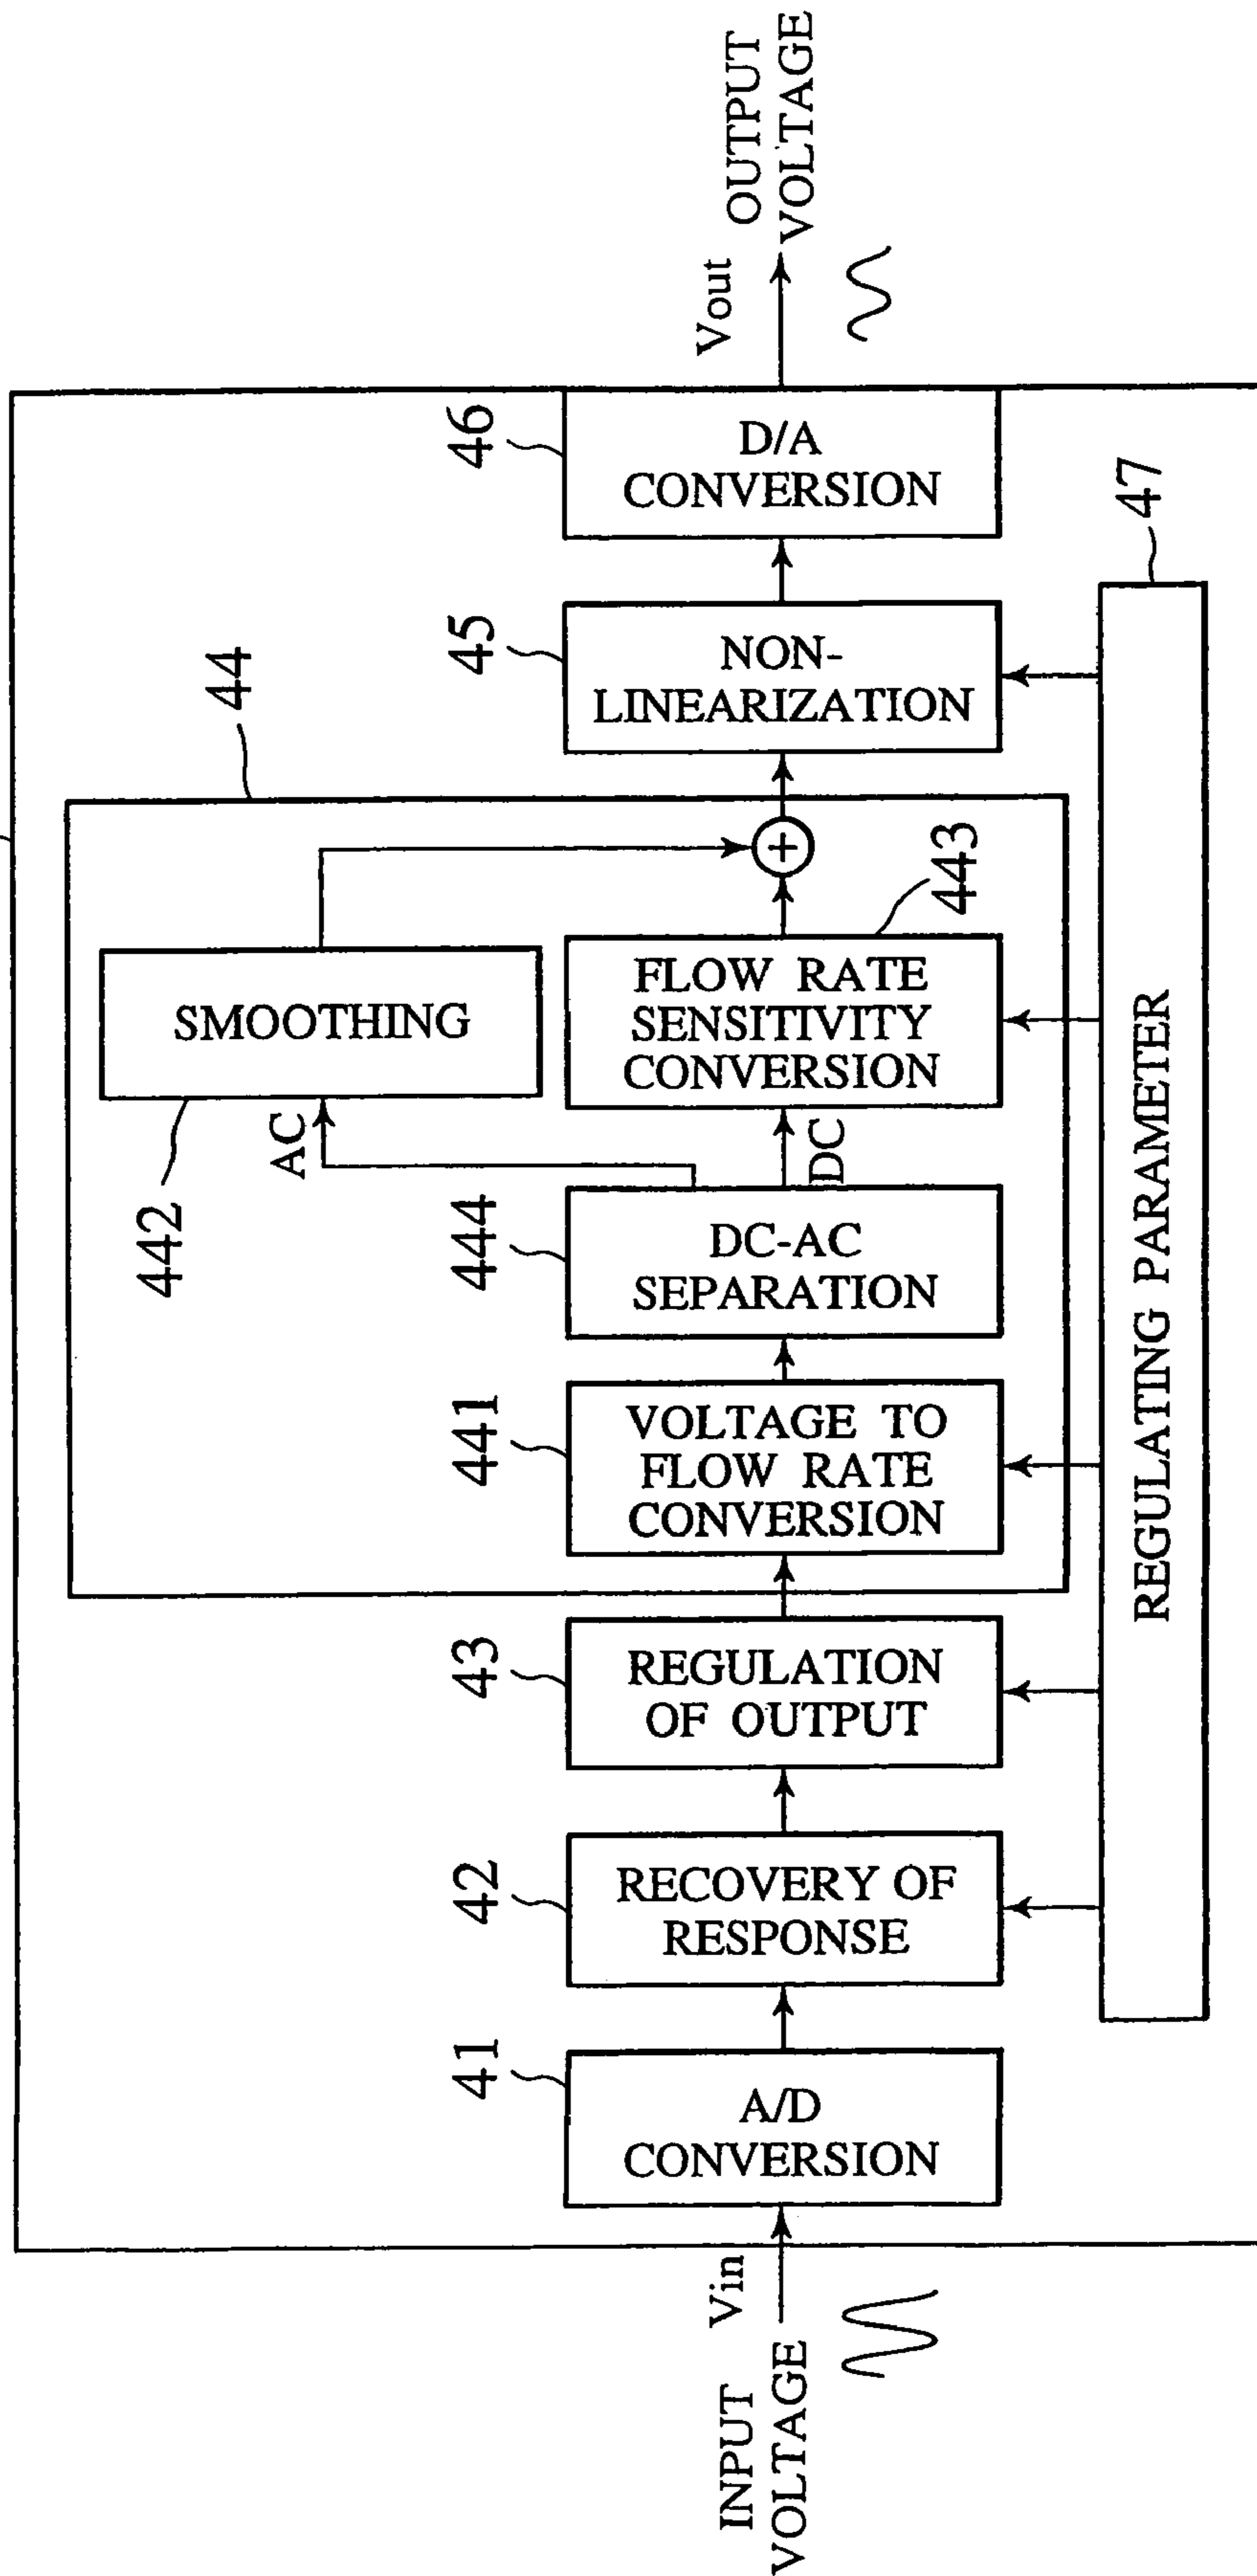 INPUT
VOLTAGE
Vin
41
A/D
CONVERSION
42
RECOVERY OF
RESPONSE
43
REGULATION
OF OUTPUT
44
441
VOLTAGE TO
FLOW RATE
CONVERSION
444
DC-AC
SEPARATION
AC
DC
442
SMOOTHING
443
FLOW RATE
SENSITIVITY
CONVERSION
+
45
NON-
LINEARIZATION
46
D/A
CONVERSION
Vout
OUTPUT
VOLTAGE
47
REGULATING PARAMETER